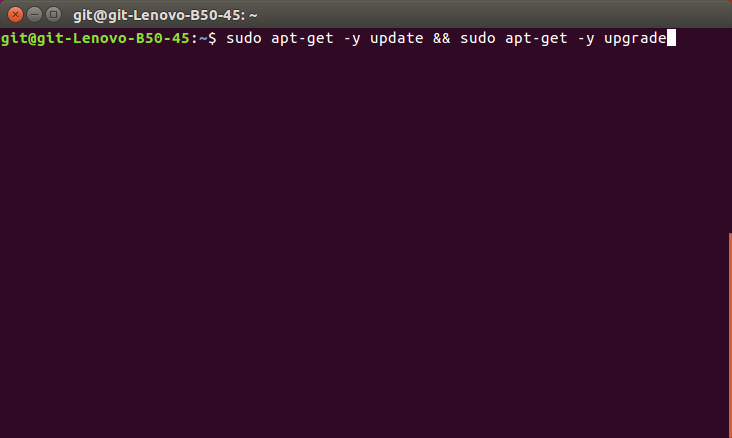 git@git-Lenovo-B50-45: ~
git@git-Lenovo-B50-45:~$ sudo apt-get -y update && sudo apt-get -y upgrade